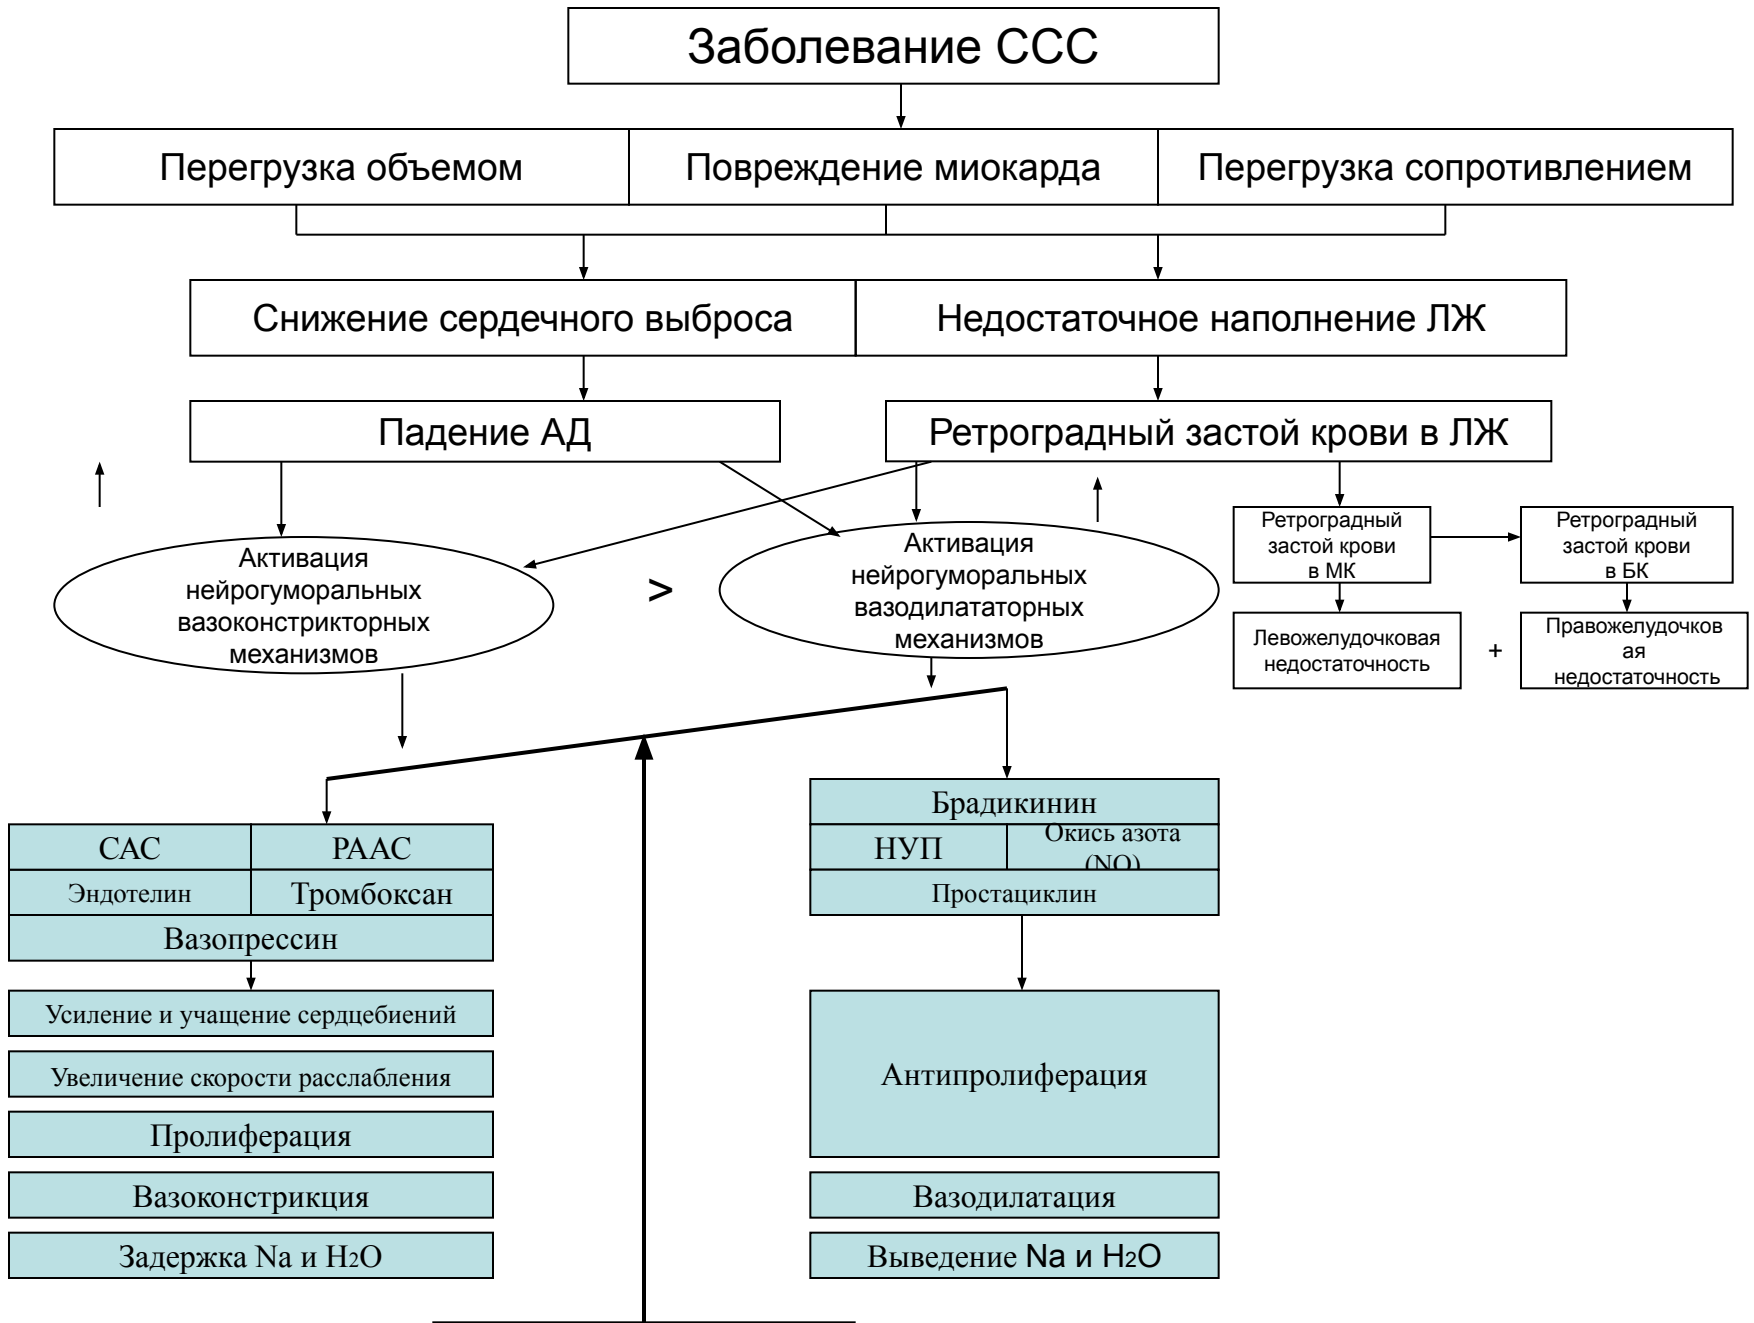 Заболевание ССС
Перегрузка объемом
Повреждение миокарда
Перегрузка сопротивлением
Снижение сердечного выброса
Недостаточное наполнение ЛЖ
Падение АД
Ретроградный застой крови в ЛЖ
Активация
нейрогуморальных
вазоконстрикторных
механизмов
>
Активация
нейрогуморальных
вазодилататорных
механизмов
Ретроградный
застой крови
в МК
Ретроградный
застой крови
в БК
Левожелудочковая
недостаточность
+
Правожелудочков
ая
недостаточность
САС
РААС
Эндотелин
Тромбоксан
Вазопрессин
Брадикинин
НУП
Окись азота
(NO)
Простациклин
Усиление и учащение сердцебиений
Увеличение скорости расслабления
Пролиферация
Вазоконстрикция
Задержка Na и H2O
Антипролиферация
Вазодилатация
Выведение Na и H2O